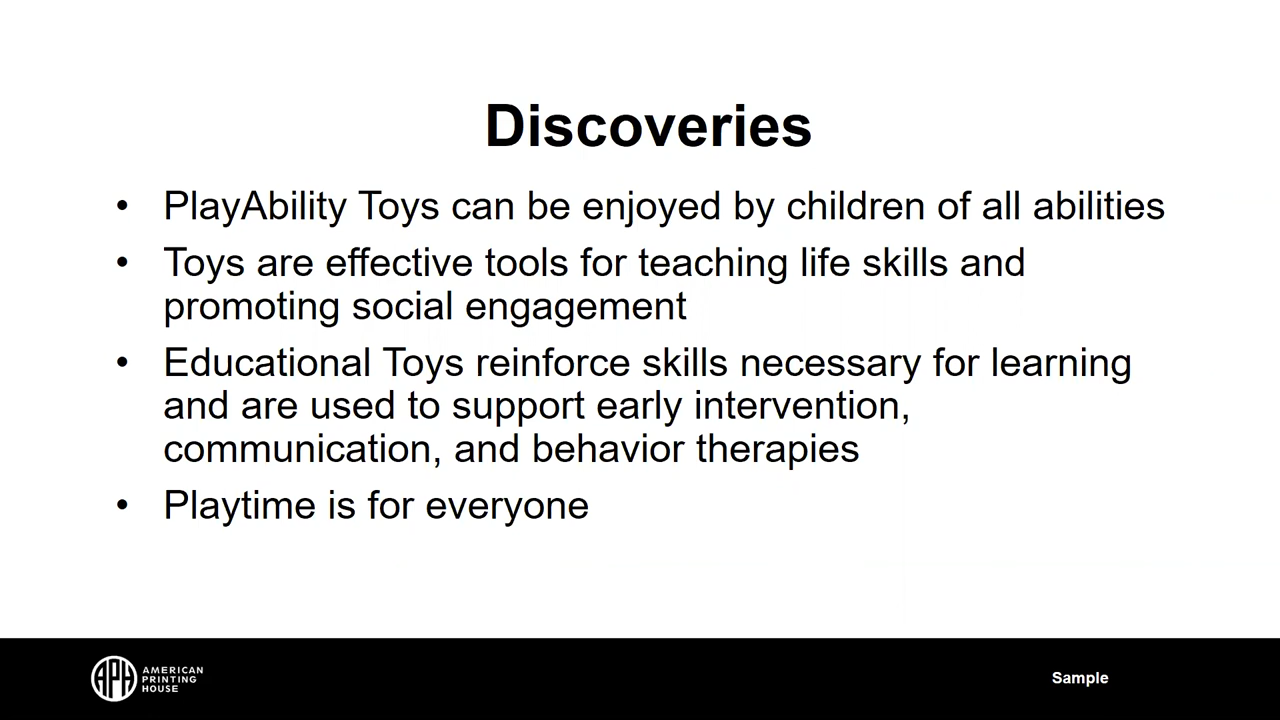 Discoveries
• PlayAbility Toys can be enjoyed by children of all abilities
• Toys are effective tools for teaching life skills and
promoting social engagement
• Educational Toys reinforce skills necessary for learning
and are used to support early intervention,
communication, and behavior therapies
• Playtime is for everyone
APH
AMERICAN
PRINTING
HOUSE
Sample